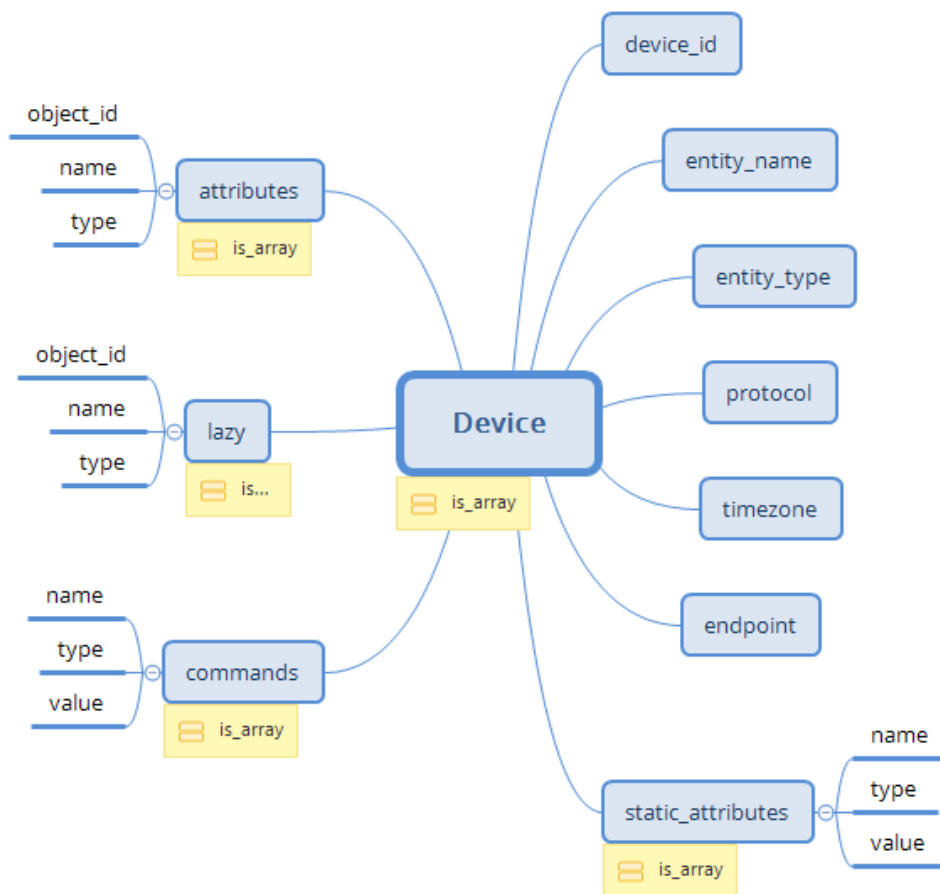 device_id
object_id
name
type
attributes
is_array
entity_name
entity_type
object_id
name
type
lazy
is...
Device
is_array
protocol
timezone
endpoint
name
type
value
commands
is_array
static_attributes
is_array
name
type
value